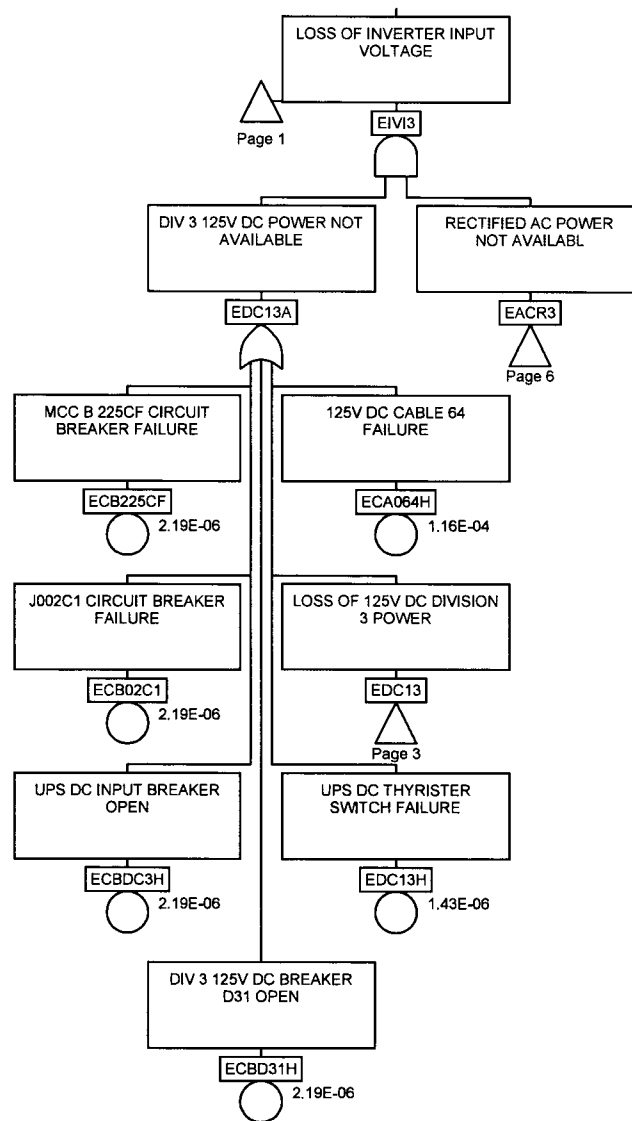 LOSS OF INVERTER INPUT
VOLTAGE
Page 1
EIVI3
DIV 3 125V DC POWER NOT
AVAILABLE
EDC13A
RECTIFIED AC POWER
NOT AVAILABL
EACR3
Page 6
MCC B 225CF CIRCUIT
BREAKER FAILURE
ECB225CF
2.19E-06
125V DC CABLE 64
FAILURE
ECA064H
1.16E-04
J002C1 CIRCUIT BREAKER
FAILURE
ECB02C1
2.19E-06
LOSS OF 125V DC DIVISION
3 POWER
EDC13
Page 3
UPS DC INPUT BREAKER
OPEN
ECBDC3H
2.19E-06
UPS DC THYRISTER
SWITCH FAILURE
EDC13H
1.43E-06
DIV 3 125V DC BREAKER
D31 OPEN
ECBD31H
2.19E-06